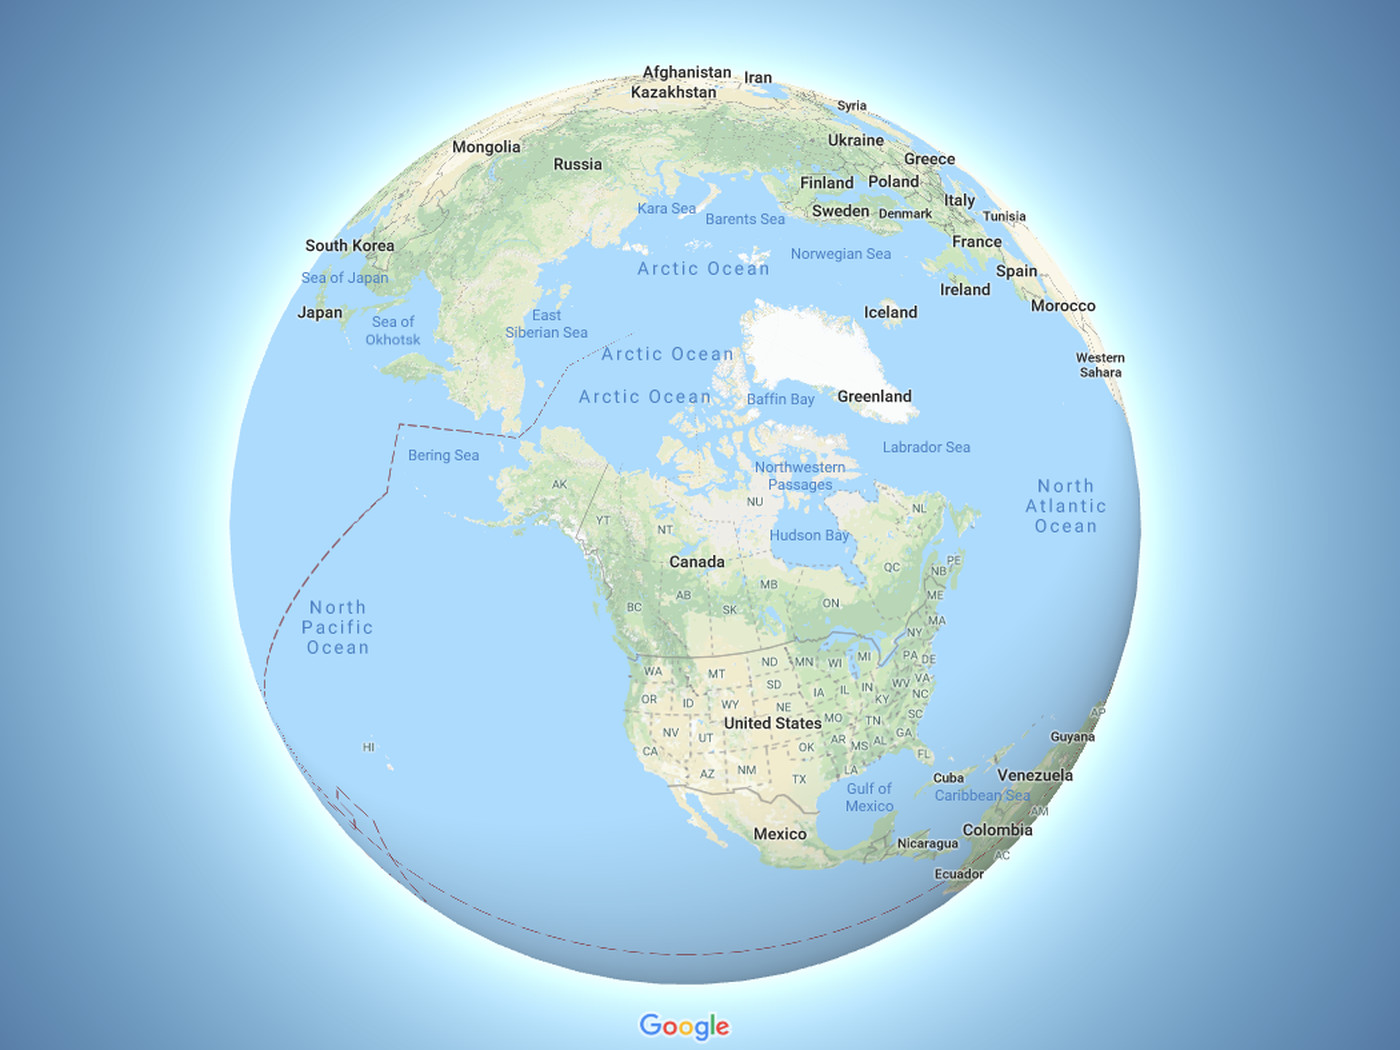 Afghanistan
Iran
Kazakhstan
Syria
Ukraine
Mongolia
Russia
Greece
Finland
Poland
Italy
Kara Sea
Barents Sea
Sweden
Denmark
Tunisia
South Korea
Norwegian Sea
France
Arctic Ocean
Spain
Sea of Japan
Ireland
Morocco
Japan
Iceland
East
Siberian Sea
Sea of
Okhotsk
Arctic Ocean
Western
Sahara
Arctic Ocean
Baffin Bay
Greenland
Bering Sea
Labrador Sea
Northwestern
Passages
AK
NU
North
Atlantic
Ocean
NL
YT
NT
Hudson Bay
Canada
QC
NB
PE
MB
AB
SK
ON
ME
BC
North
Pacific
Ocean
MA
NY
WA
MT
ND
MN
WI
MI
PA
DE
OR
ID
WY
SD
NE
IA
IL
IN
KY
WV
VA
NC
United States
MO
TN
SC
AP
NV
UT
OK
AR
MS
AL
GA
Guyana
HI
CA
AZ
NM
TX
LA
FL
Cuba
Venezuela
Gulf of
Mexico
Caribbean Sea
AM
Mexico
Nicaragua
Colombia
AC
Ecuador
Google